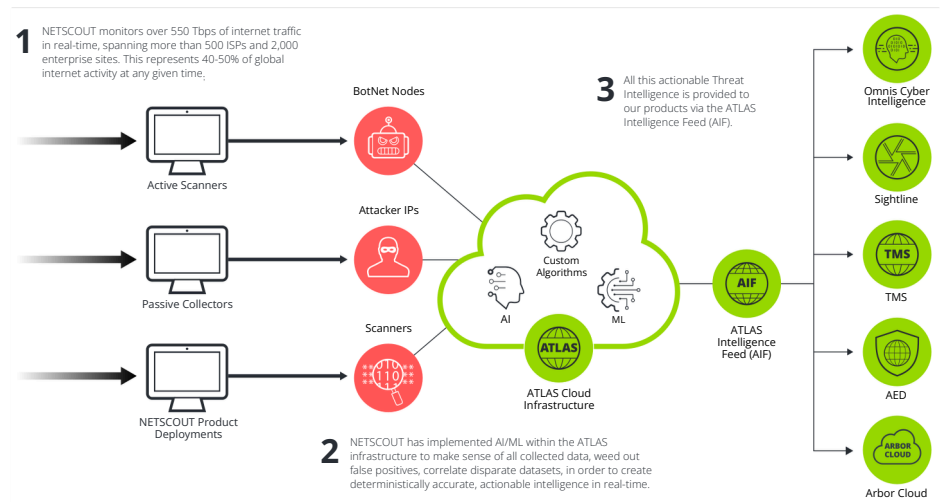 1
NETSCOUT monitors over 550 Tbps of internet traffic
in real-time, spanning more than 500 ISPs and 2,000
enterprise sites. This represents 40-50% of global
internet activity at any given time.
Active Scanners
Passive Collectors
NETSCOUT Product
Deployments
BotNet Nodes
Attacker IPs
Scanners
010
110
111
2
NETSCOUT has implemented AI/ML within the ATLAS
infrastructure to make sense of all collected data, weed out
false positives, correlate disparate datasets, in order to create
deterministically accurate, actionable intelligence in real-time.
Custom
Algorithms
AI
ML
ATLAS
ATLAS Cloud
Infrastructure
3
All this actionable Threat
Intelligence is provided to
our products via the ATLAS
Intelligence Feed (AIF).
AIF
ATLAS
Intelligence
Feed (AIF)
Omnis Cyber
Intelligence
Sightline
TMS
TMS
AED
ARBOR
CLOUD
Arbor Cloud